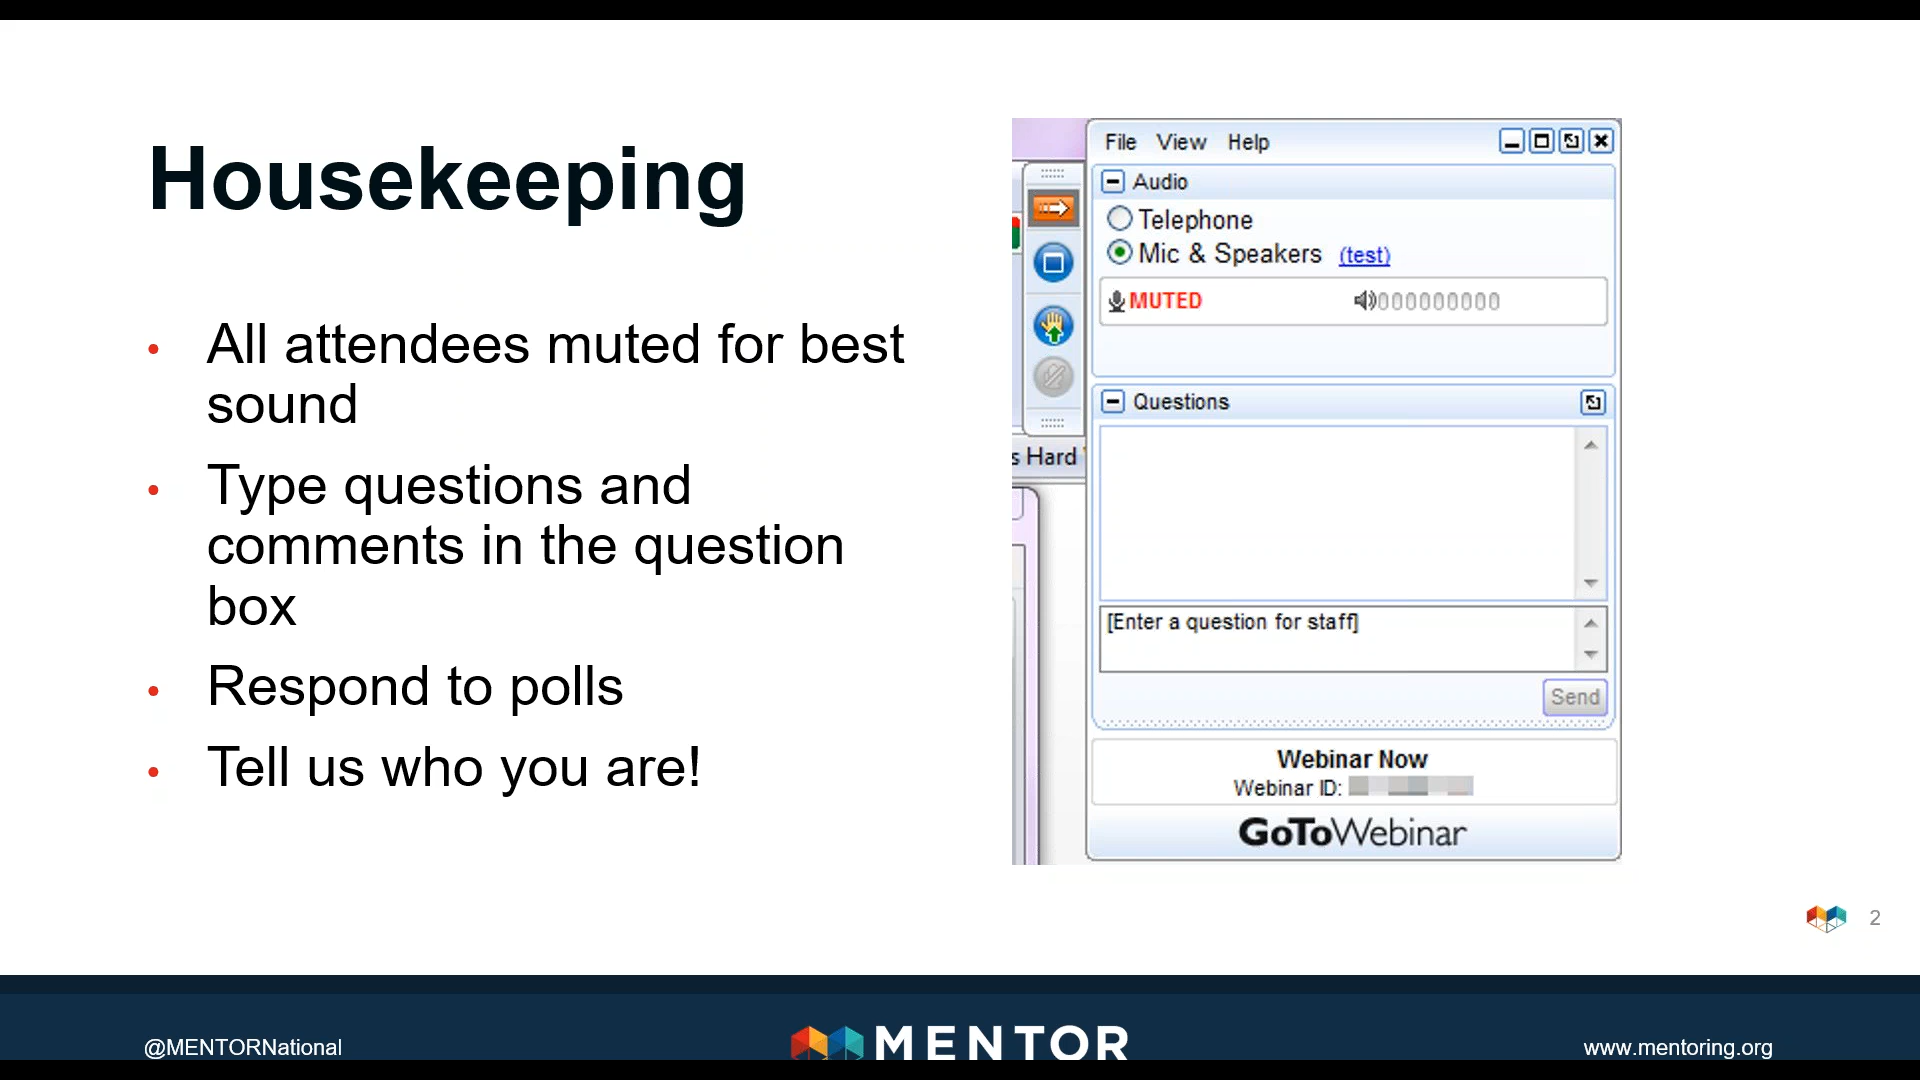 Housekeeping
• All attendees muted for best
sound
• Type questions and
comments in the question
box
• Respond to polls
• Tell us who you are!
File View Help
Audio
Telephone
Mic & Speakers (test)
MUTED
s Hard
Questions
[Enter a question for staff]
Send
Webinar Now
Webinar ID:
GoToWebinar
2
@MENTORNational
MENTOR
www.mentoring.org